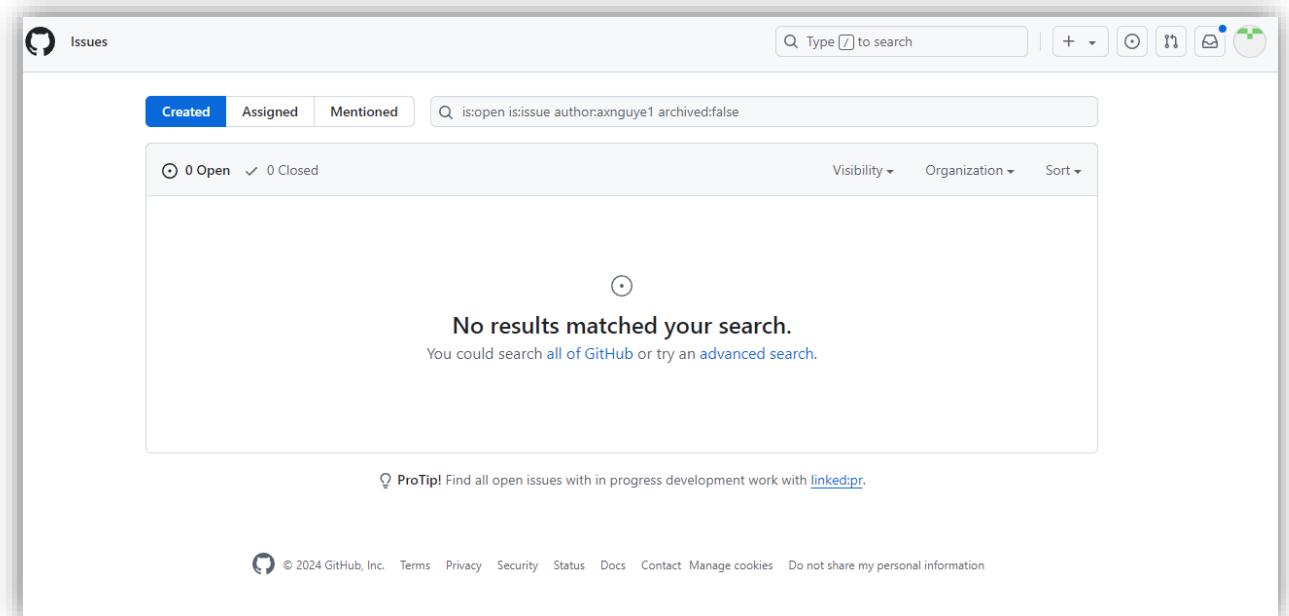 Issues
Type / to search
Created Assigned Mentioned
is:open is:issue author:axnguye1 archived:false
0 Open 0 Closed Visibility Organization Sort
No results matched your search.
You could search all of GitHub or try an advanced search.
ProTip! Find all open issues with in progress development work with linked:pr.
© 2024 GitHub, Inc. Terms Privacy Security Status Docs Contact Manage cookies Do not share my personal information